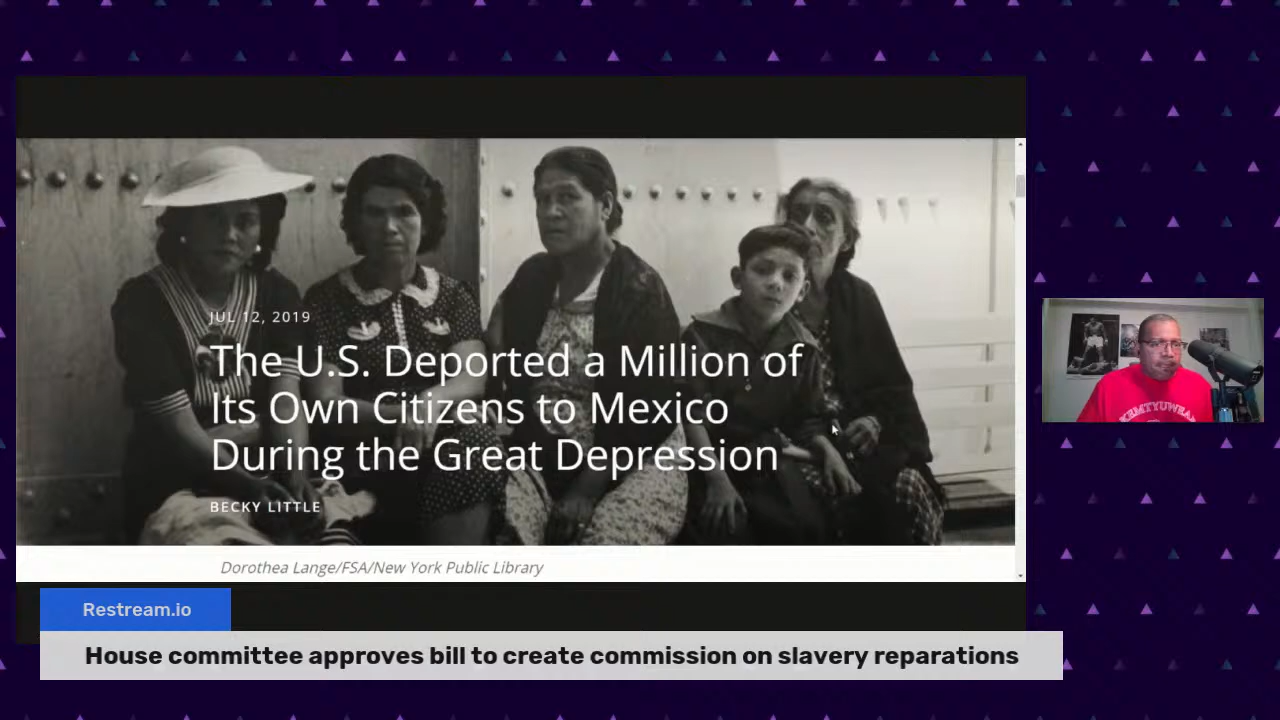 JUL 12, 2019
The U.S. Deported a Million of
Its Own Citizens to Mexico
During the Great Depression
BECKY LITTLE
Dorothea Lange/FSA/New York Public Library
Restream.io
House committee approves bill to create commission on slavery reparations